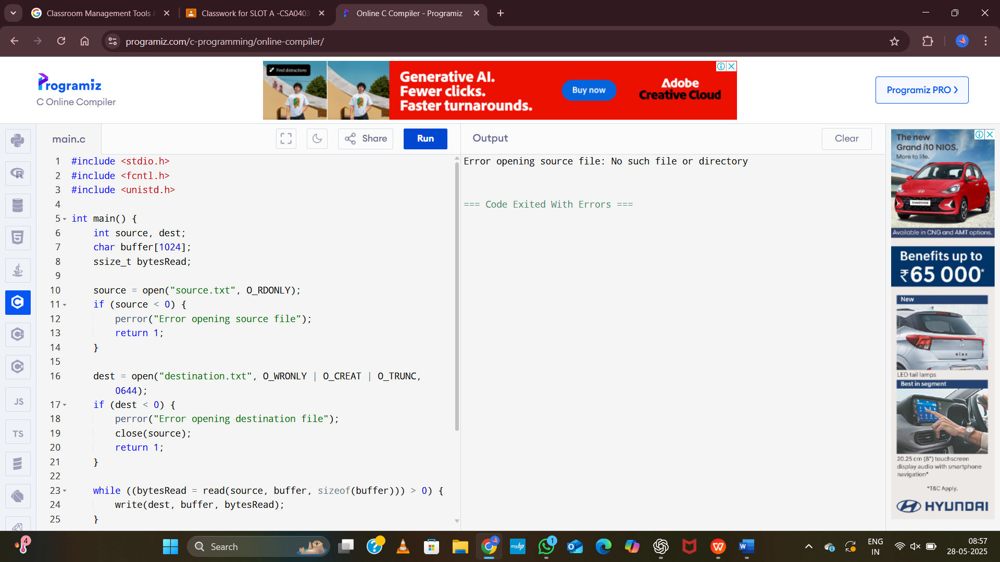 Classroom Management Tools &
Classwork for SLOT A -CSA0403
Online C Compiler - Programiz
programiz.com/c-programming/online-compiler/
Programiz
C Online Compiler
Find distractions
Generative AI.
Fewer clicks.
Faster turnarounds.
Buy now
Adobe
Creative Cloud
Programiz PRO
main.c
Share
Run
Output
Clear
1 #include <stdio.h>
2 #include <fcntl.h>
3 #include <unistd.h>
4
5 int main() {
6 int source, dest;
7 char buffer[1024];
8 ssize_t bytesRead;
9
10 source = open("source.txt", O_RDONLY);
11 if (source < 0) {
12 perror("Error opening source file");
13 return 1;
14 }
15
16 dest = open("destination.txt", O_WRONLY | O_CREAT | O_TRUNC,
0644);
17 if (dest < 0) {
18 perror("Error opening destination file");
19 close(source);
20 return 1;
21 }
22
23 while ((bytesRead = read(source, buffer, sizeof(buffer))) > 0) {
24 write(dest, buffer, bytesRead);
25 }
Error opening source file: No such file or directory
=== Code Exited With Errors ===
JS
TS
The new
Grand i10 NIOS.
More to life.
Available in CNG and AMT options.
Benefits up to
₹65 000*
New
LED tail lamps
Best in segment
20.25 cm (8") touchscreen
display audio with smartphone
navigation*
*T&C Apply.
HYUNDAI
4
Search
myhp
1
ENG
IN
08:57
28-05-2025